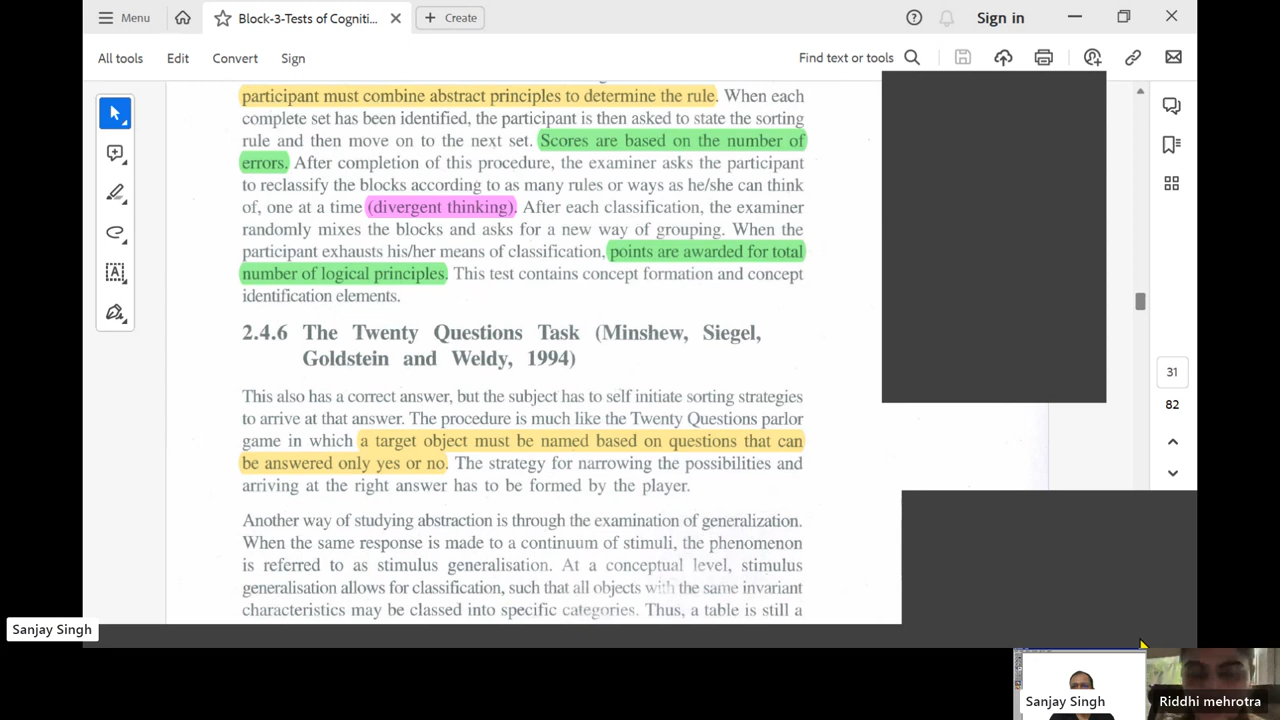 Menu
Block-3-Tests of Cogniti...
Create
Sign in
All tools
Edit
Convert
Sign
Find text or tools
participant must combine abstract principles to determine the rule. When each
complete set has been identified, the participant is then asked to state the sorting
rule and then move on to the next set. Scores are based on the number of
errors. After completion of this procedure, the examiner asks the participant
to reclassify the blocks according to as many rules or ways as he/she can think
of, one at a time (divergent thinking). After each classification, the examiner
randomly mixes the blocks and asks for a new way of grouping. When the
participant exhausts his/her means of classification, points are awarded for total
number of logical principles. This test contains concept formation and concept
identification elements.
2.4.6 The Twenty Questions Task (Minshew, Siegel,
Goldstein and Weldy, 1994)
This also has a correct answer, but the subject has to self initiate sorting strategies
to arrive at that answer. The procedure is much like the Twenty Questions parlor
game in which a target object must be named based on questions that can
be answered only yes or no. The strategy for narrowing the possibilities and
arriving at the right answer has to be formed by the player.
Another way of studying abstraction is through the examination of generalization.
When the same response is made to a continuum of stimuli, the phenomenon
is referred to as stimulus generalisation. At a conceptual level, stimulus
generalisation allows for classification, such that all objects with the same invariant
characteristics may be classed into specific categories. Thus, a table is still a
31
82
Sanjay Singh
Sanjay Singh
Riddhi mehrotra